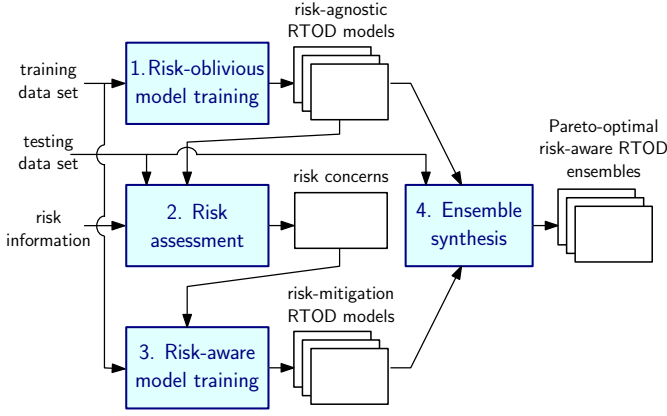 risk-agnostic
RTOD models
training
data set
1.Risk-oblivious
model training
testing
data set
Pareto-optimal
risk-aware RTOD
ensembles
risk concerns
risk
information
2. Risk
assessment
4. Ensemble
synthesis
risk-mitigation
RTOD models
3. Risk-aware
model training